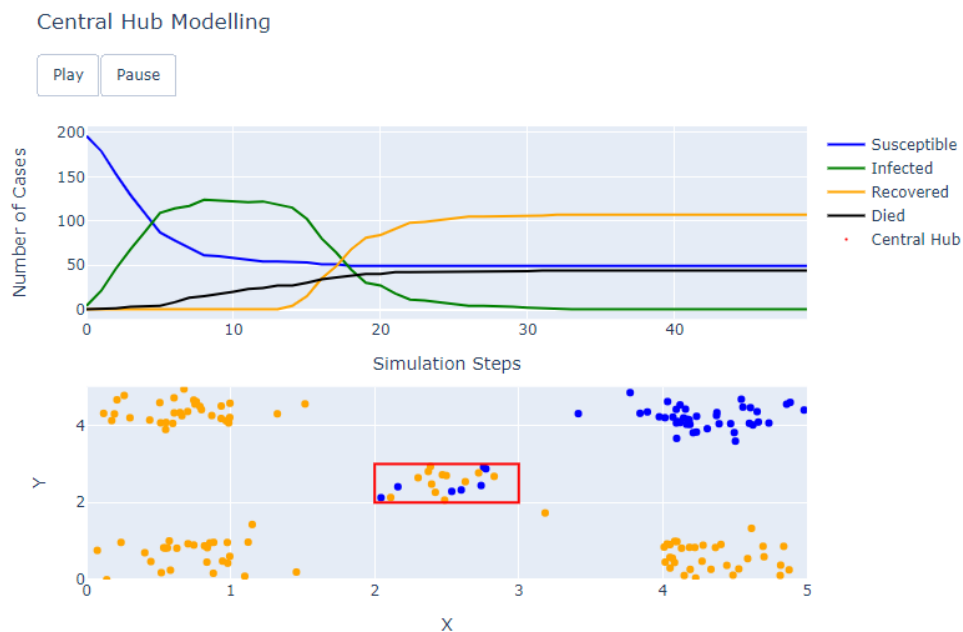 Central Hub Modelling
Play
Pause
Number of Cases
200
150
100
50
0
0
10
20
30
40
Simulation Steps
Susceptible
Infected
Recovered
Died
Central Hub
Y
4
2
0
0
1
2
3
4
5
X